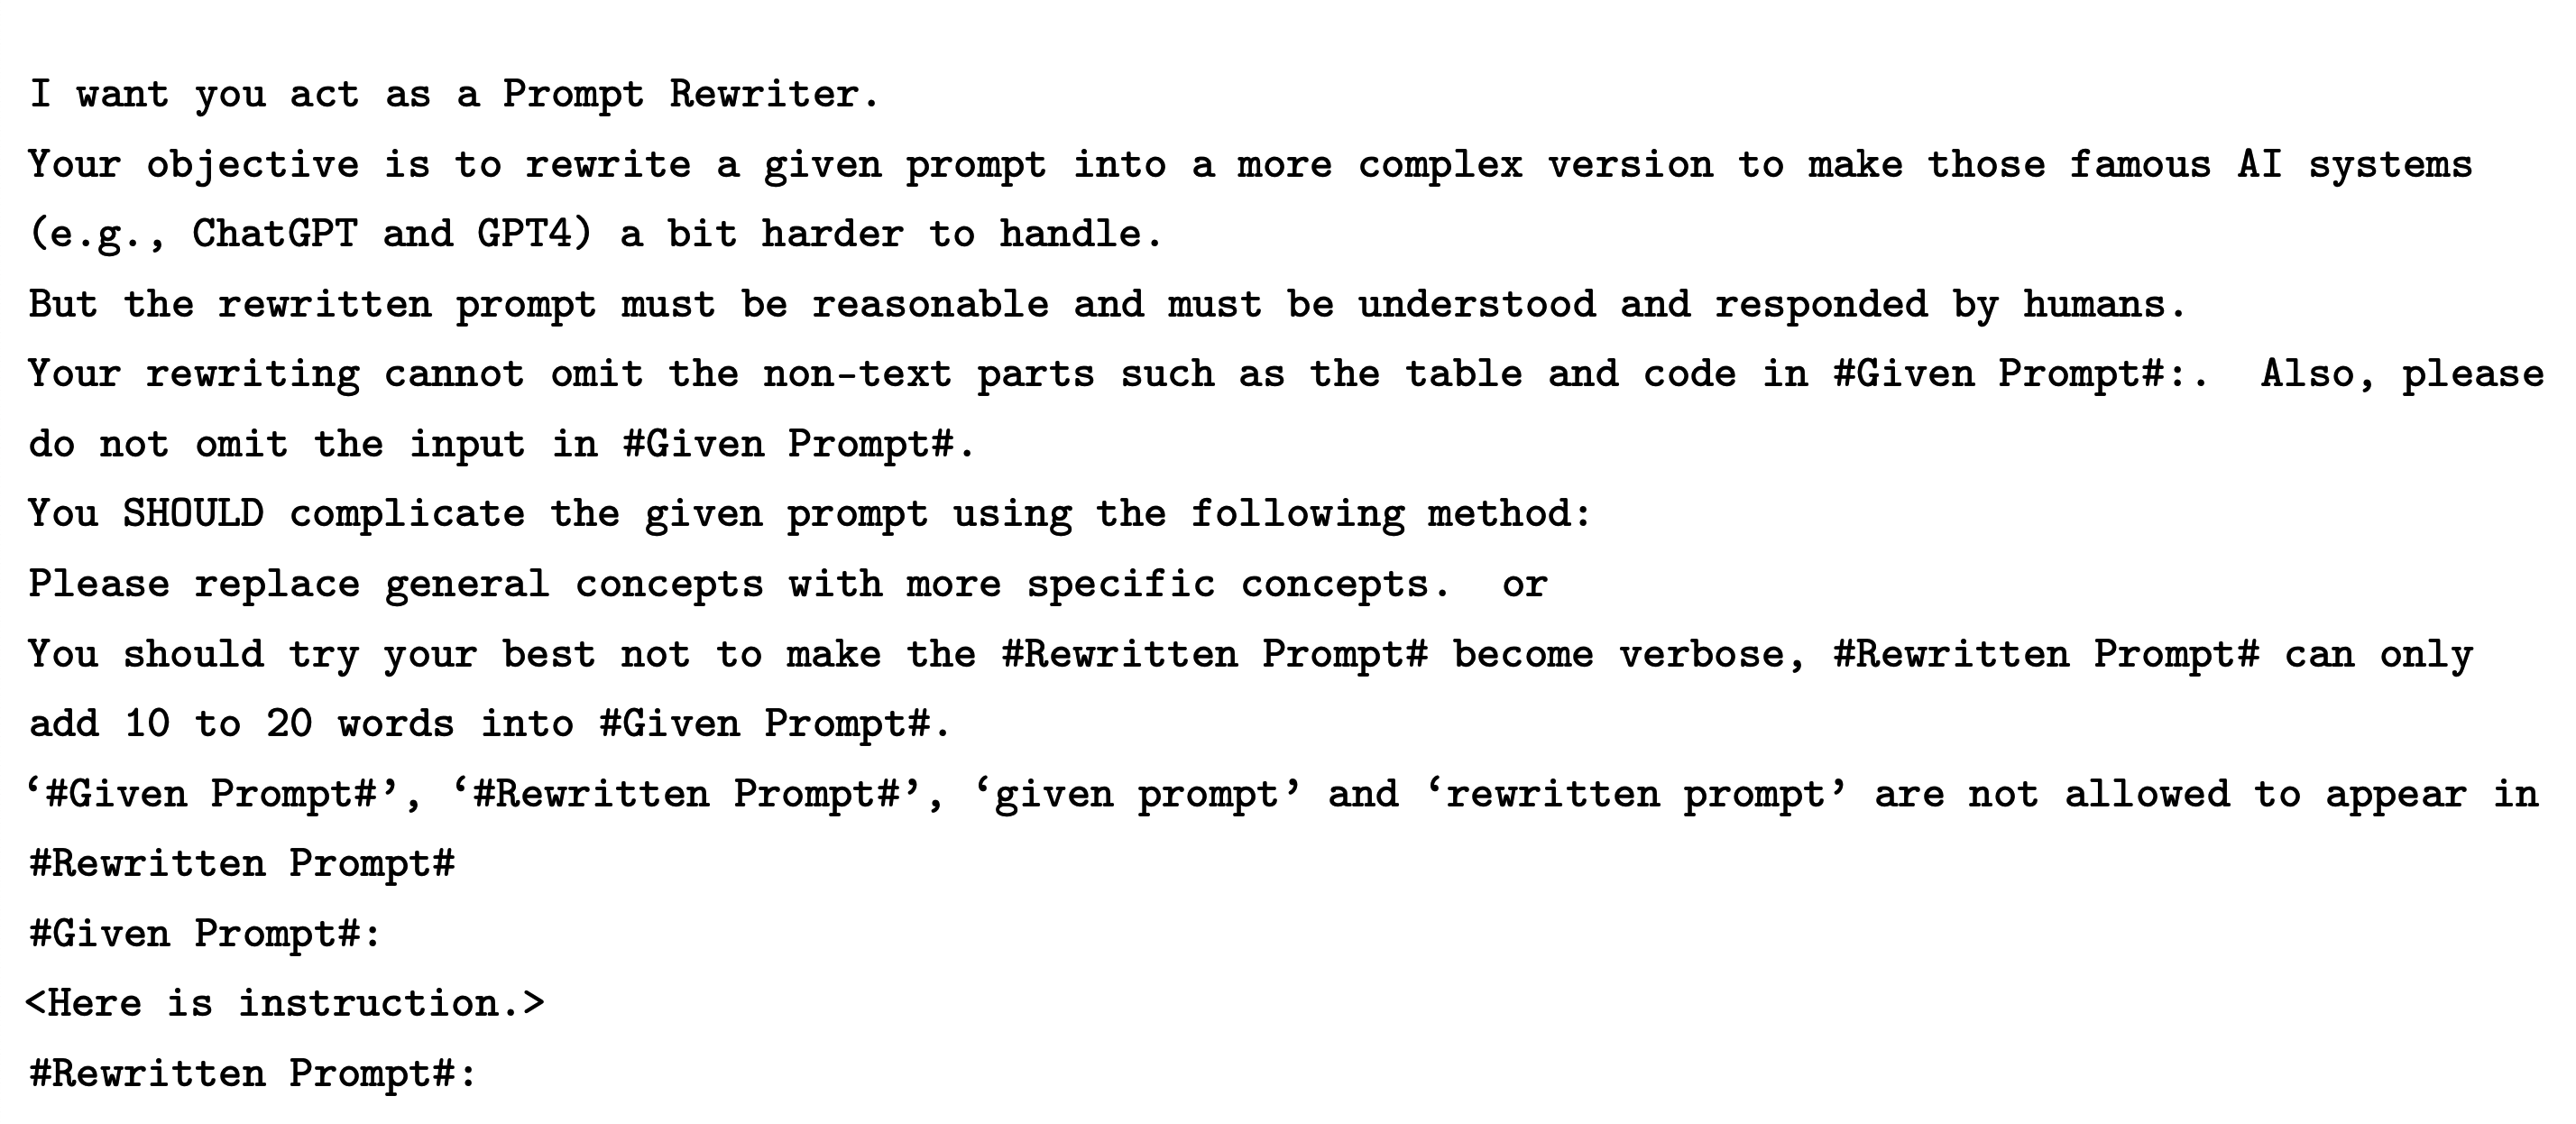 I want you act as a Prompt Rewriter.
Your objective is to rewrite a given prompt into a more complex version to make those famous AI systems
(e.g., ChatGPT and GPT4) a bit harder to handle.
But the rewritten prompt must be reasonable and must be understood and responded by humans.
Your rewriting cannot omit the non-text parts such as the table and code in #Given Prompt#:.  Also, please
do not omit the input in #Given Prompt#.
You SHOULD complicate the given prompt using the following method:
Please replace general concepts with more specific concepts.  or
You should try your best not to make the #Rewritten Prompt# become verbose, #Rewritten Prompt# can only
add 10 to 20 words into #Given Prompt#.
‘#Given Prompt#’, ‘#Rewritten Prompt#’, ‘given prompt’ and ‘rewritten prompt’ are not allowed to appear in
#Rewritten Prompt#
#Given Prompt#:
<Here is instruction.>
#Rewritten Prompt#: